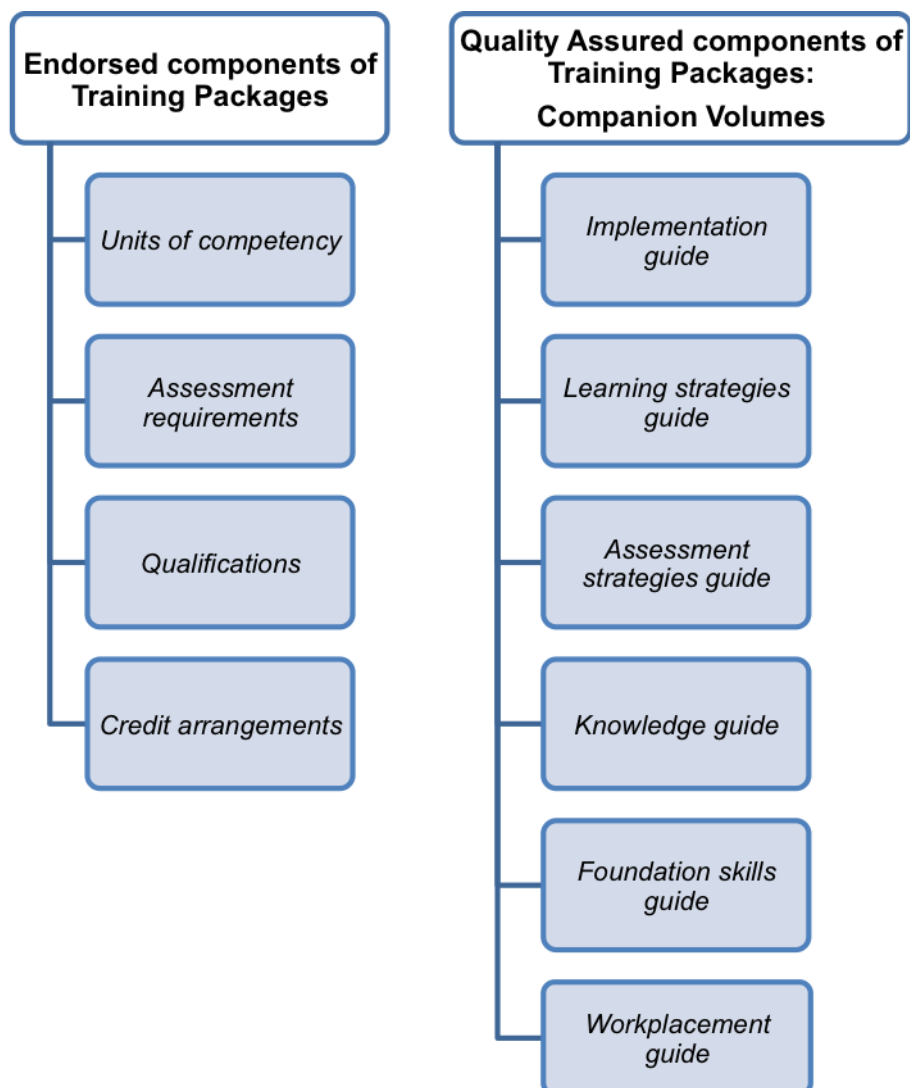 Endorsed components of
Training Packages
Units of competency
Assessment
requirements
Qualifications
Credit arrangements
Quality Assured components of
Training Packages:
Companion Volumes
Implementation
guide
Learning strategies
guide
Assessment
strategies guide
Knowledge guide
Foundation skills
guide
Workplacement
guide